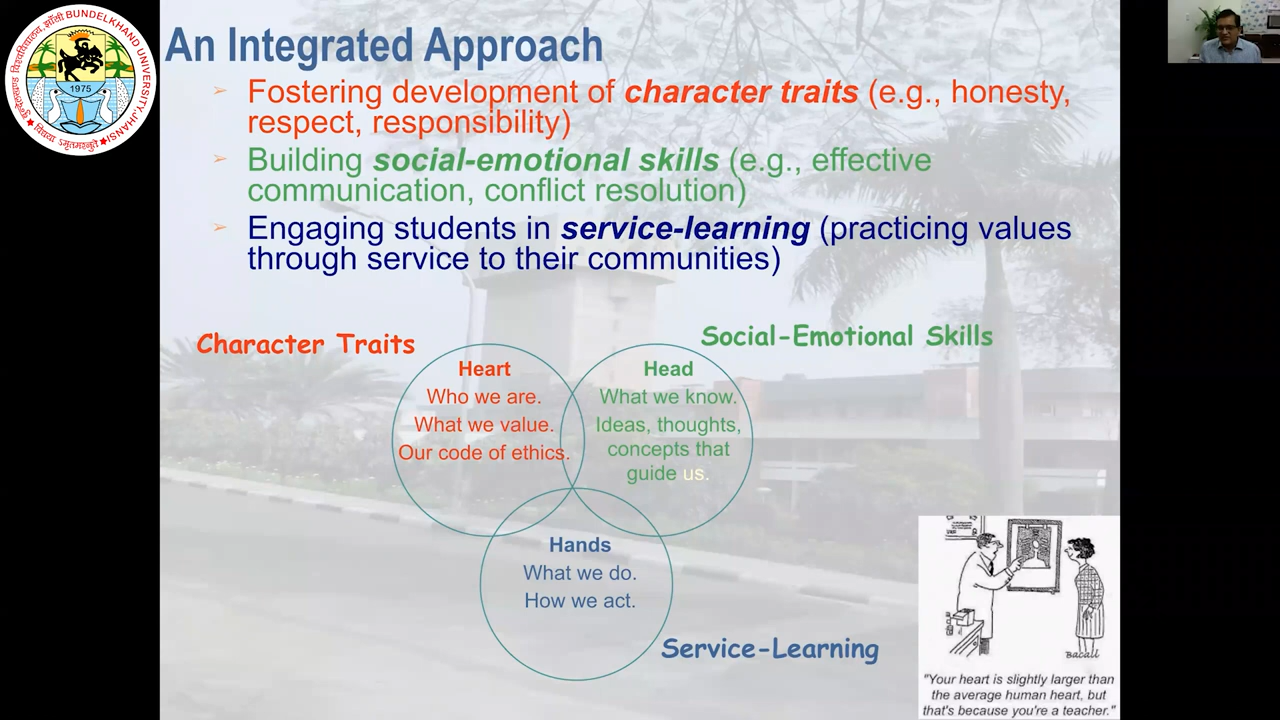 बुन्देलखण्ड विश्वविद्यालय, झाँसी BUNDELKHAND UNIVERSITY, JHANSI
1975
An Integrated Approach
➢ Fostering development of character traits (e.g., honesty,
respect, responsibility)
➢ Building social-emotional skills (e.g., effective
communication, conflict resolution)
➢ Engaging students in service-learning (practicing values
through service to their communities)
Character Traits
Social-Emotional Skills
Heart
Who we are.
What we value.
Our code of ethics.
Head
What we know.
Ideas, thoughts,
concepts that
guide us.
Hands
What we do.
How we act.
Service-Learning
Bacall
"Your heart is slightly larger than
the average human heart, but
that's because you're a teacher."